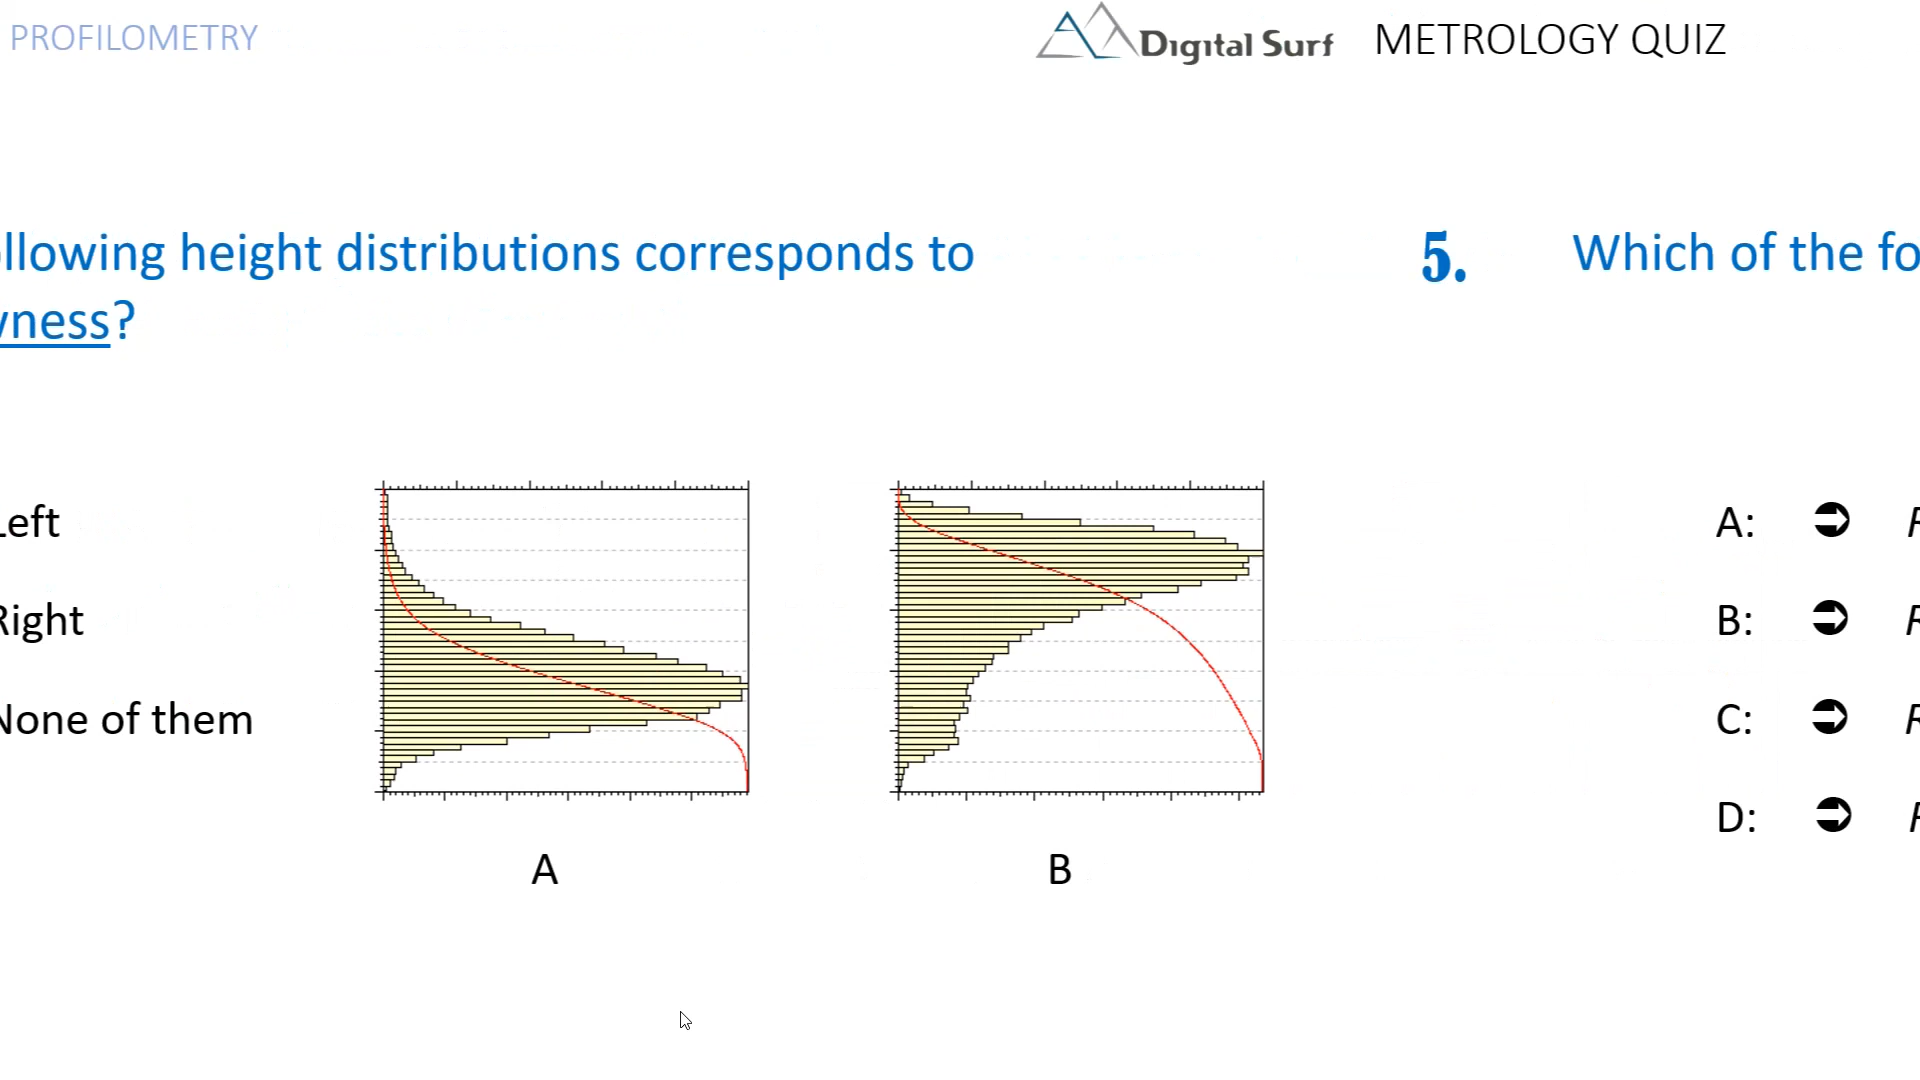 PROFILOMETRY
Digital Surf METROLOGY QUIZ
llowing height distributions corresponds to
ness?
5. Which of the fo
Left
Right
None of them
A
B
A:
B:
C:
D: